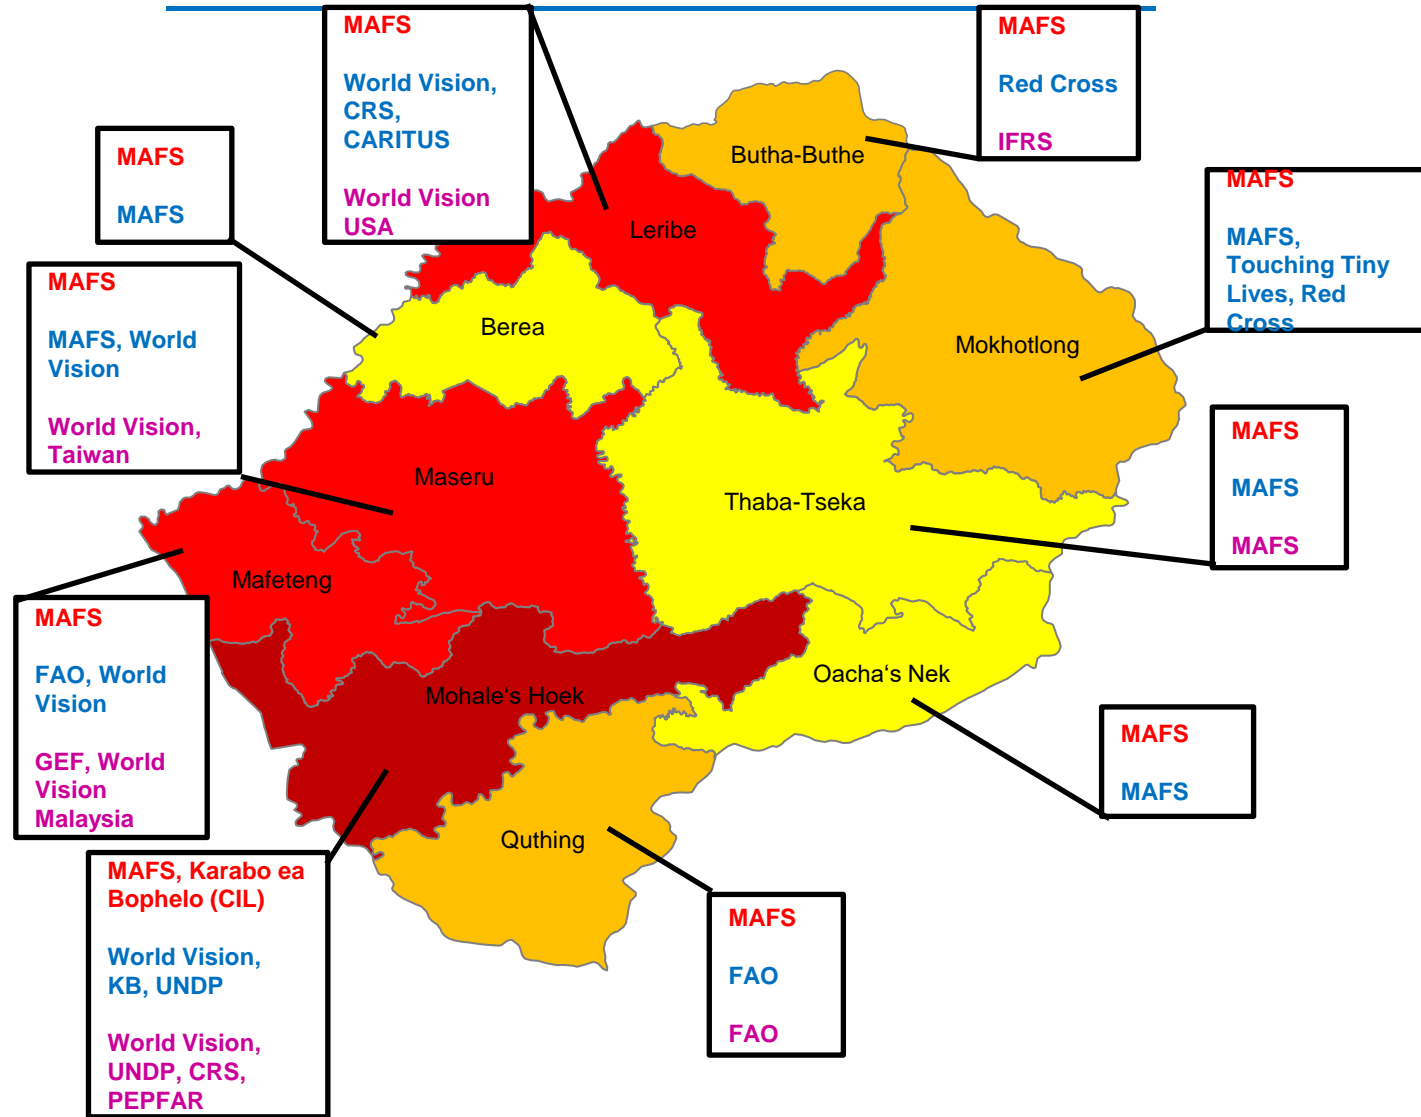 MAFS
World Vision,
CRS,
CARITUS
World Vision
USA
MAFS
Red Cross
IFRS
MAFS
MAFS
MAFS
MAFS,
Touching Tiny
Lives, Red
Cross
MAFS
MAFS, World
Vision
World Vision,
Taiwan
MAFS
MAFS
MAFS
MAFS
FAO, World
Vision
GEF, World
Vision
Malaysia
MAFS
MAFS
MAFS, Karabo ea
Bophelo (CIL)
World Vision,
KB, UNDP
World Vision,
UNDP, CRS,
PEPFAR
MAFS
FAO
FAO
Butha-Buthe
Leribe
Berea
Mokhotlong
Maseru
Thaba-Tseka
Mafeteng
Mohale‘s Hoek
Oacha‘s Nek
Quthing